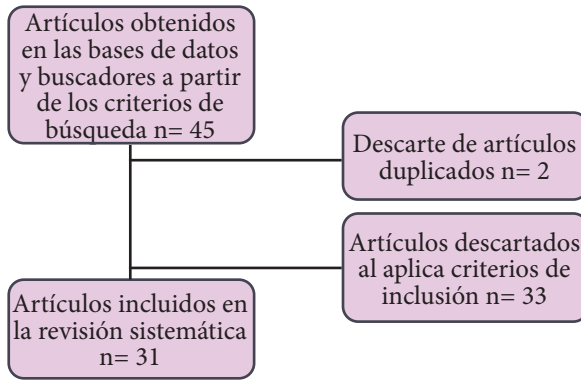 Artículos obtenidos
en las bases de datos
y buscadores a partir
de los criterios de
búsqueda n= 45
Descarte de artículos
duplicados n= 2
Artículos descartados
al aplica criterios de
inclusión n= 33
Artículos incluidos en
la revisión sistemática
n= 31